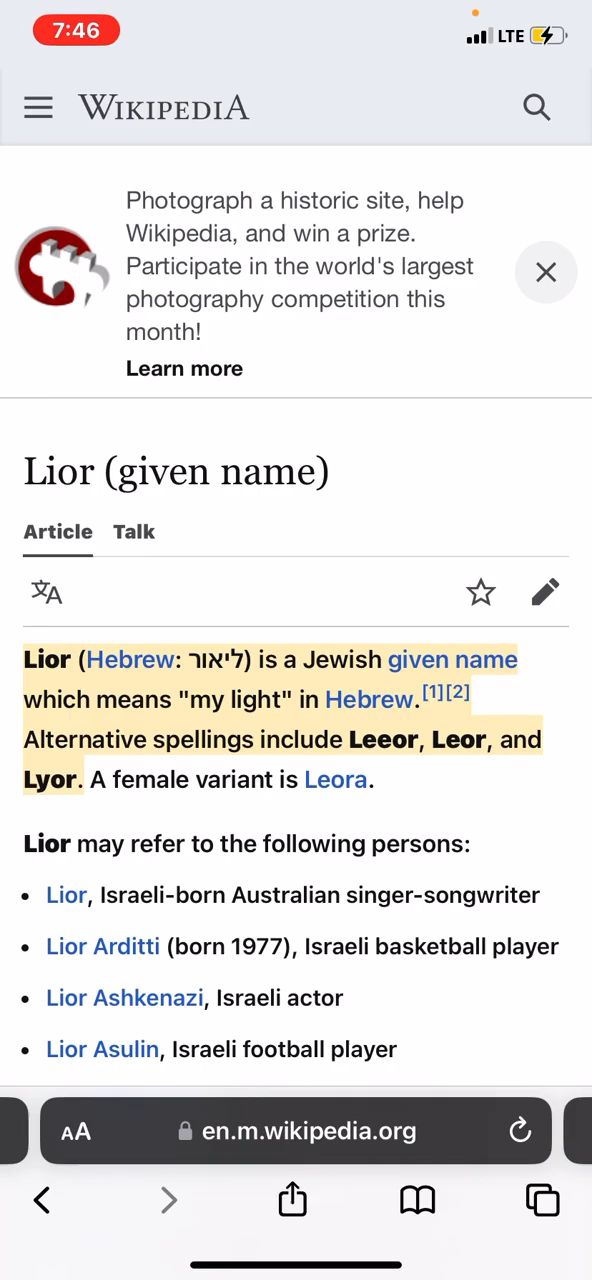 7:46
LTE
WIKIPEDIA
Photograph a historic site, help
Wikipedia, and win a prize.
Participate in the world's largest
photography competition this
month!
Learn more
Lior (given name)
Article Talk
Lior (Hebrew: ליאור) is a Jewish given name
which means "my light" in Hebrew.[1][2]
Alternative spellings include Leeor, Leor, and
Lyor. A female variant is Leora.
Lior may refer to the following persons:
• Lior, Israeli-born Australian singer-songwriter
• Lior Arditti (born 1977), Israeli basketball player
• Lior Ashkenazi, Israeli actor
• Lior Asulin, Israeli football player
AA en.m.wikipedia.org